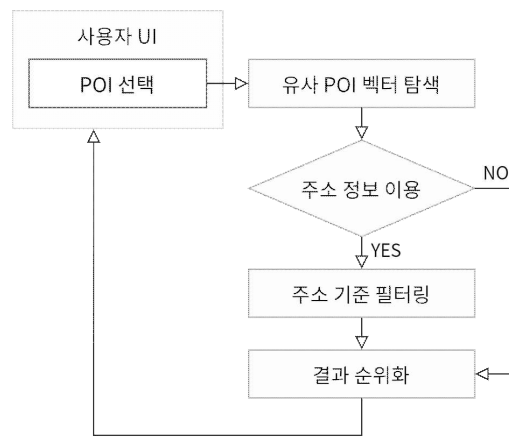 사용자 UI
POI 선택
유사 POI 벡터 탐색
주소 정보 이용
NO
YES
주소 기준 필터링
결과 순위화